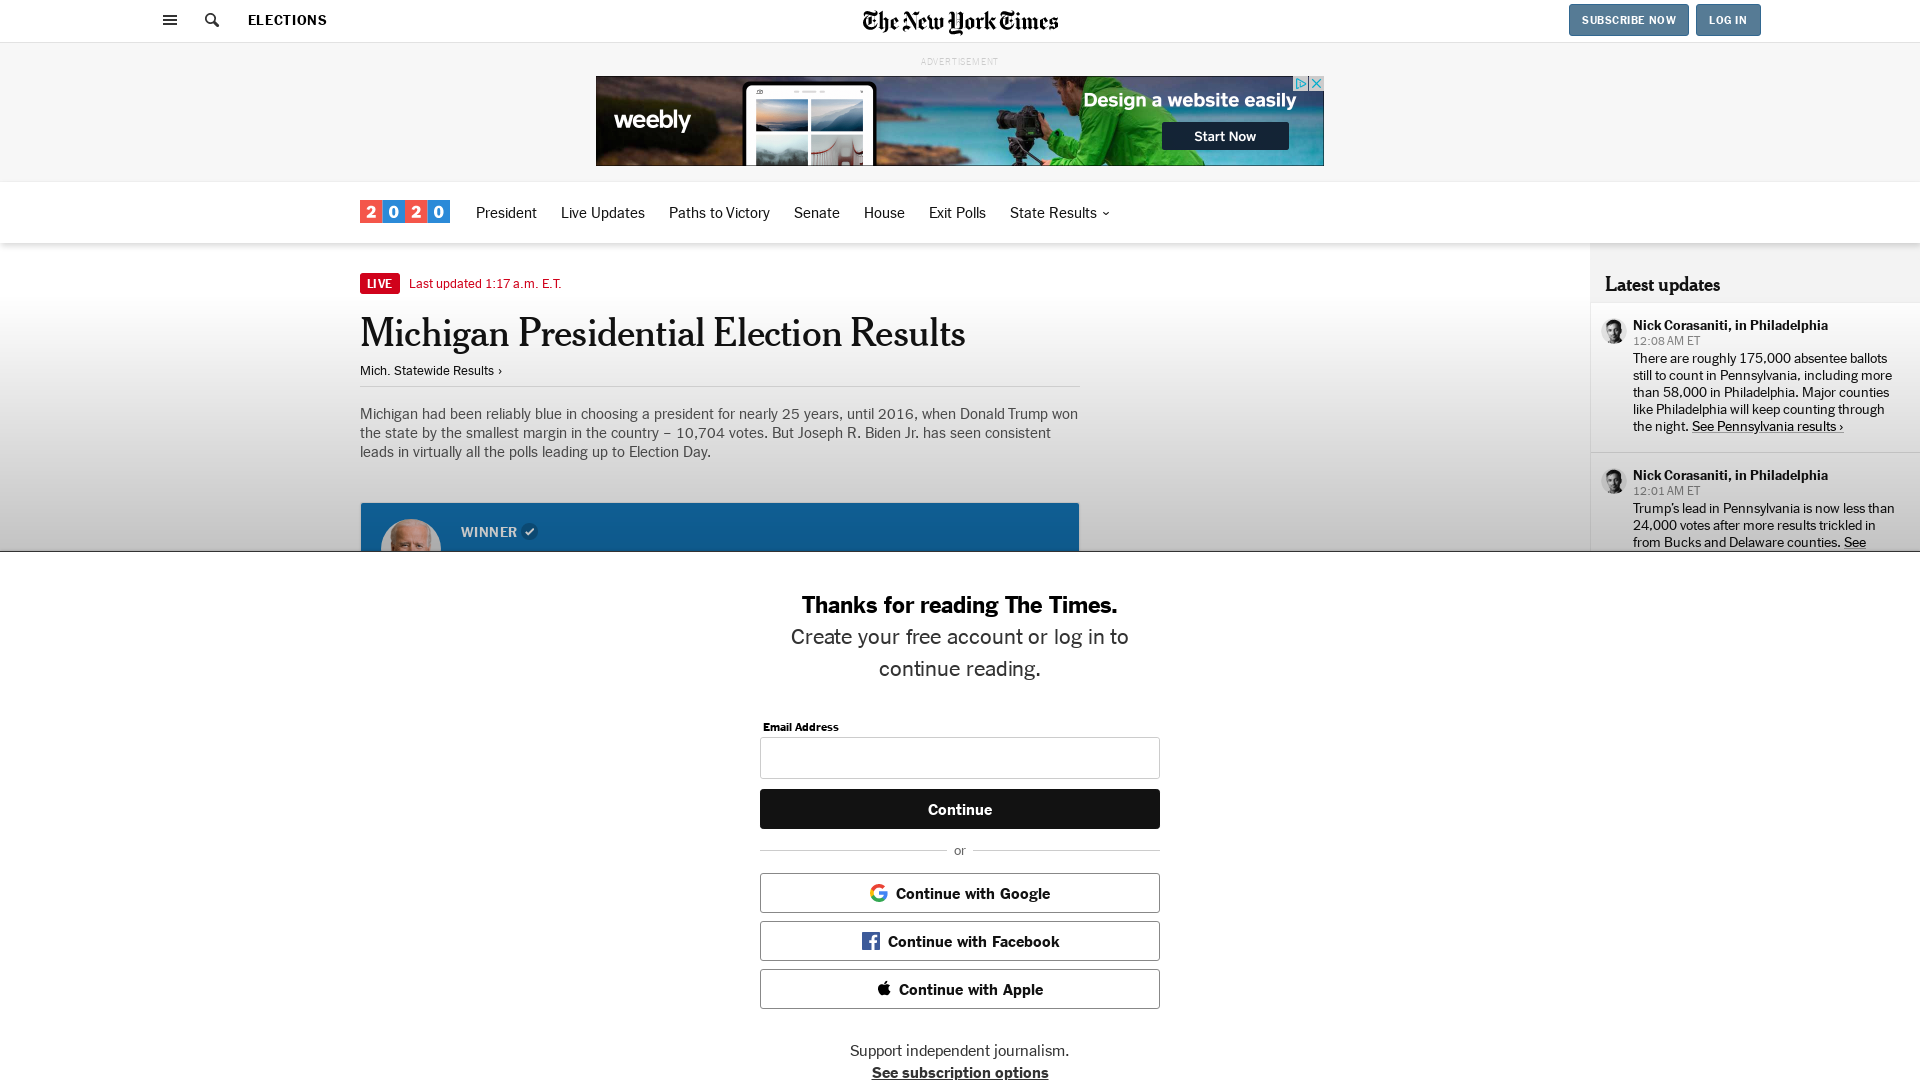 ELECTIONS
The New York Times
SUBSCRIBE NOW
LOG IN
ADVERTISEMENT
weebly
Design a website easily
Start Now
2020
President
Live Updates
Paths to Victory
Senate
House
Exit Polls
State Results
LIVE
Last updated 1:17 a.m. E.T.
Michigan Presidential Election Results
Mich. Statewide Results ›
Michigan had been reliably blue in choosing a president for nearly 25 years, until 2016, when Donald Trump won
the state by the smallest margin in the country – 10,704 votes. But Joseph R. Biden Jr. has seen consistent
leads in virtually all the polls leading up to Election Day.
WINNER
Latest updates
Nick Corasaniti, in Philadelphia
12:08 AM ET
There are roughly 175,000 absentee ballots
still to count in Pennsylvania, including more
than 58,000 in Philadelphia. Major counties
like Philadelphia will keep counting through
the night. See Pennsylvania results ›
Nick Corasaniti, in Philadelphia
12:01 AM ET
Trump’s lead in Pennsylvania is now less than
24,000 votes after more results trickled in
from Bucks and Delaware counties. See
Thanks for reading The Times.
Create your free account or log in to
continue reading.
Email Address
Continue
or
Continue with Google
Continue with Facebook
Continue with Apple
Support independent journalism.
See subscription options